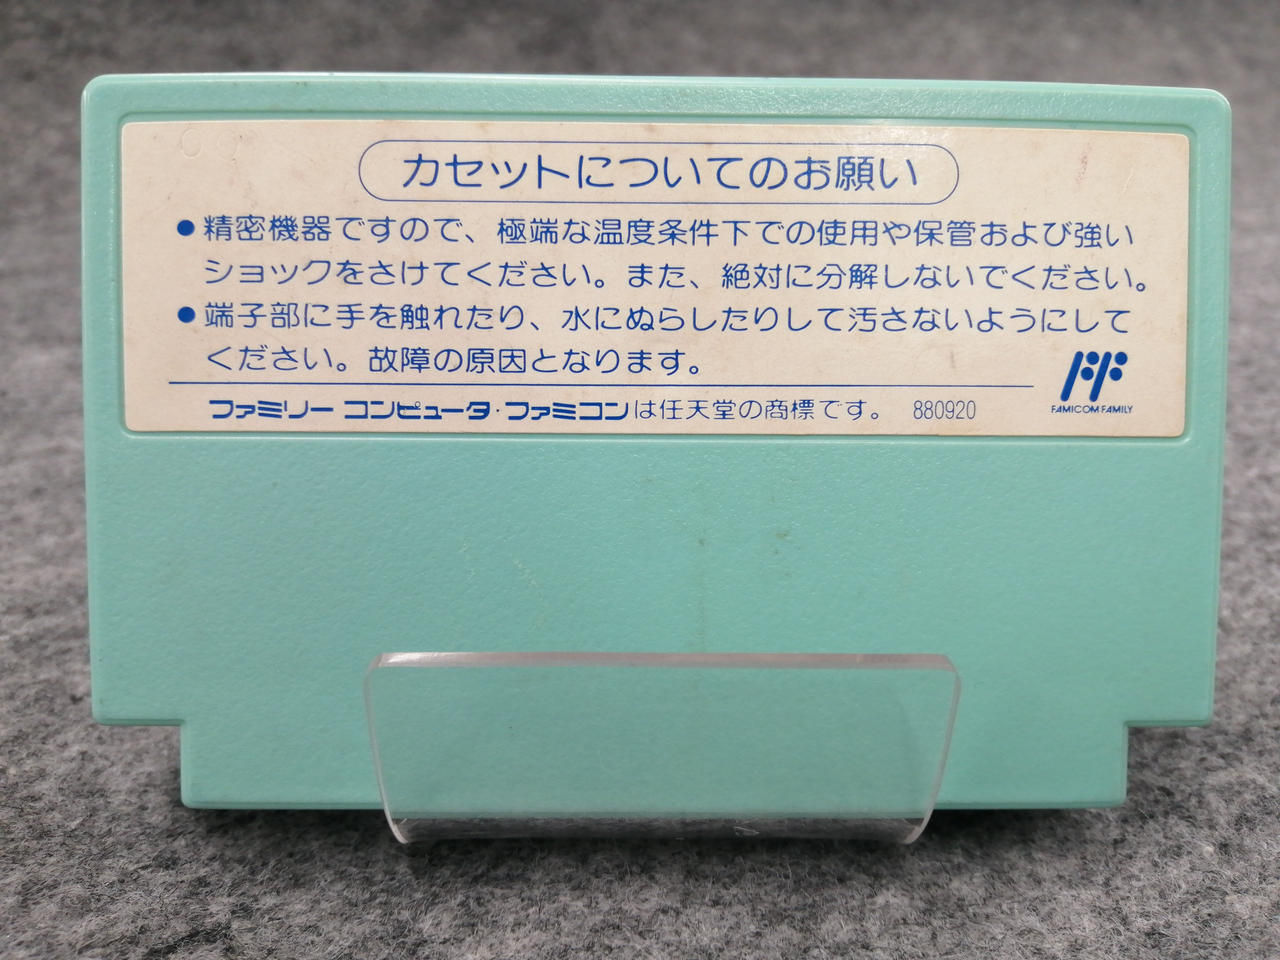 カセットについてのお願い
●精密機器ですので、極端な温度条件下での使用や保管および強い
ショックをさけてください。また、絶対に分解しないでください。
●端子部に手を触れたり、水にぬらしたりして汚さないようにして
ください。故障の原因となります。
FF
FAMICOM FAMILY
ファミリー コンピュータ・ファミコンは任天堂の商標です。 880920